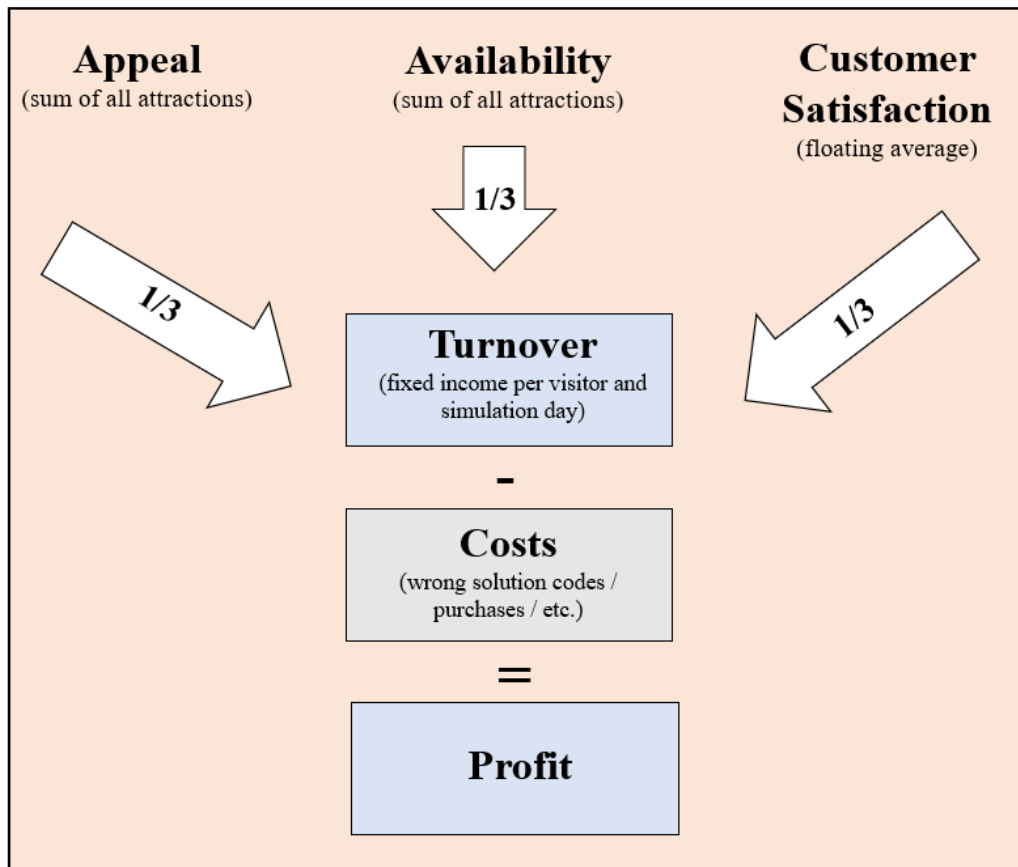 Appeal
(sum of all attractions)
Availability
(sum of all attractions)
Customer
Satisfaction
(floating average)
1/3
1/3
1/3
Turnover
(fixed income per visitor and
simulation day)
-
Costs
(wrong solution codes /
purchases / etc.)
=
Profit